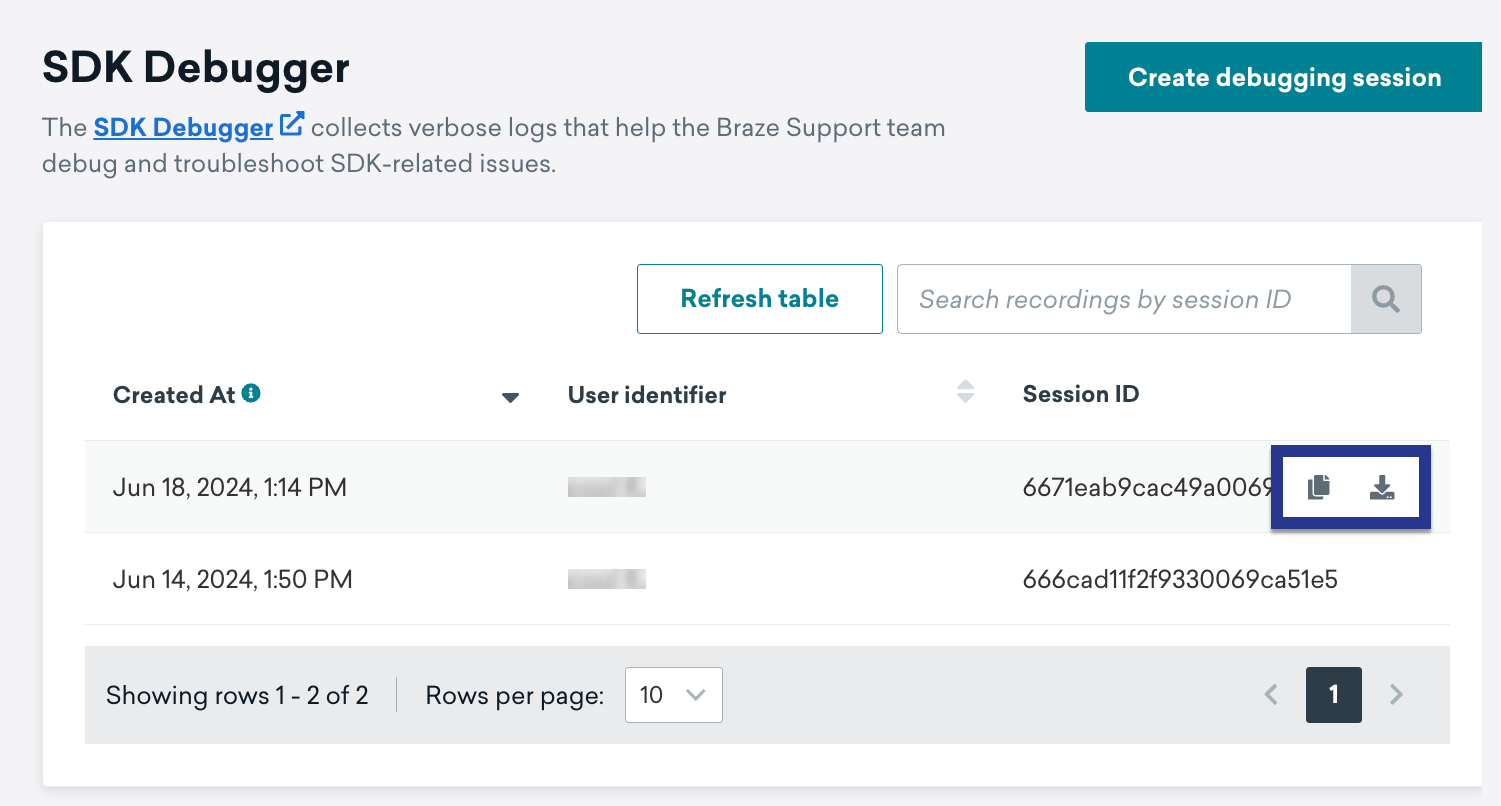 SDK Debugger
Create debugging session
The SDK Debugger collects verbose logs that help the Braze Support team
debug and troubleshoot SDK-related issues.
Refresh table
Search recordings by session ID
Created At
User identifier
Session ID
Jun 18, 2024, 1:14 PM
6671eab9cac49a0069
Jun 14, 2024, 1:50 PM
666cad11f2f9330069ca51e5
Showing rows 1 - 2 of 2
Rows per page:
10
1